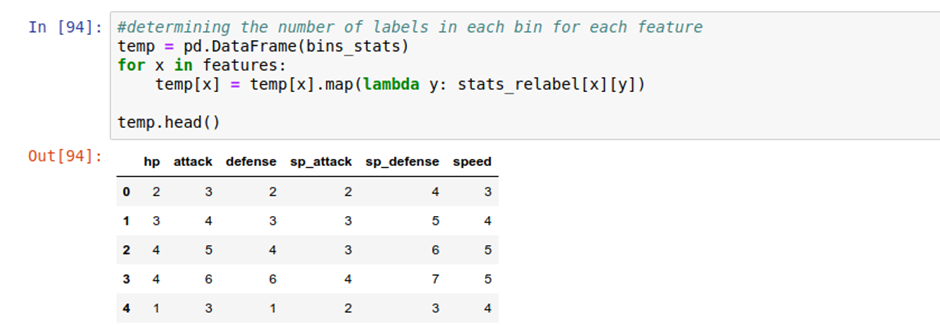 In [94]: #determining the number of labels in each bin for each feature
temp = pd.DataFrame(bins_stats)
for x in features:
    temp[x] = temp[x].map(lambda y: stats_relabel[x][y])
temp.head()
Out[94]:
hp attack defense sp_attack sp_defense speed
0 2 3 2 2 4 3
1 3 4 3 3 5 4
2 4 5 4 3 6 5
3 4 6 6 4 7 5
4 1 3 1 2 3 4